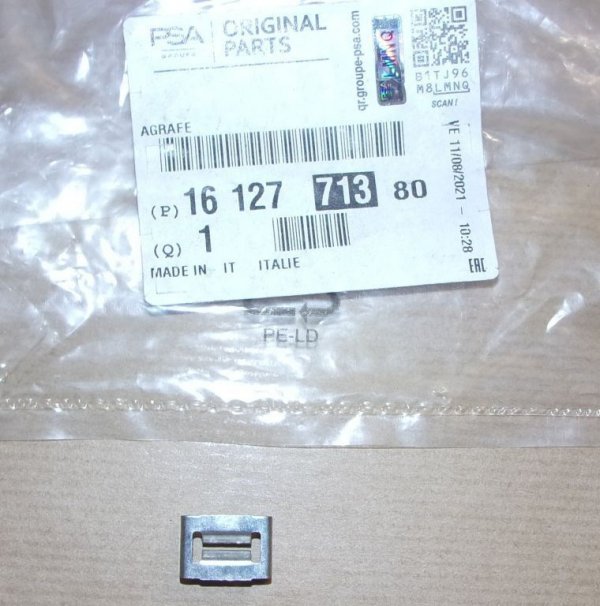 PSA
GROUPE
ORIGINAL
PARTS
qr.groupe-psa.com
LMNQ
B1TJ96
M8LMNQ
SCAN!
AGRAFE
(P) 16 127 713 80
(Q) 1
MADE IN IT ITALIE
VE 11/08/2021 - 10:28
EAC
PE-LD